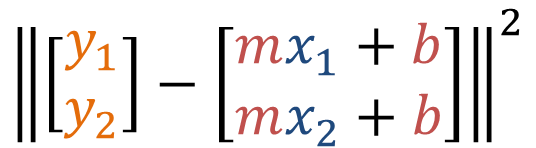 ‖[y₁ y₂] − [mx₁ + b mx₂ + b]‖²